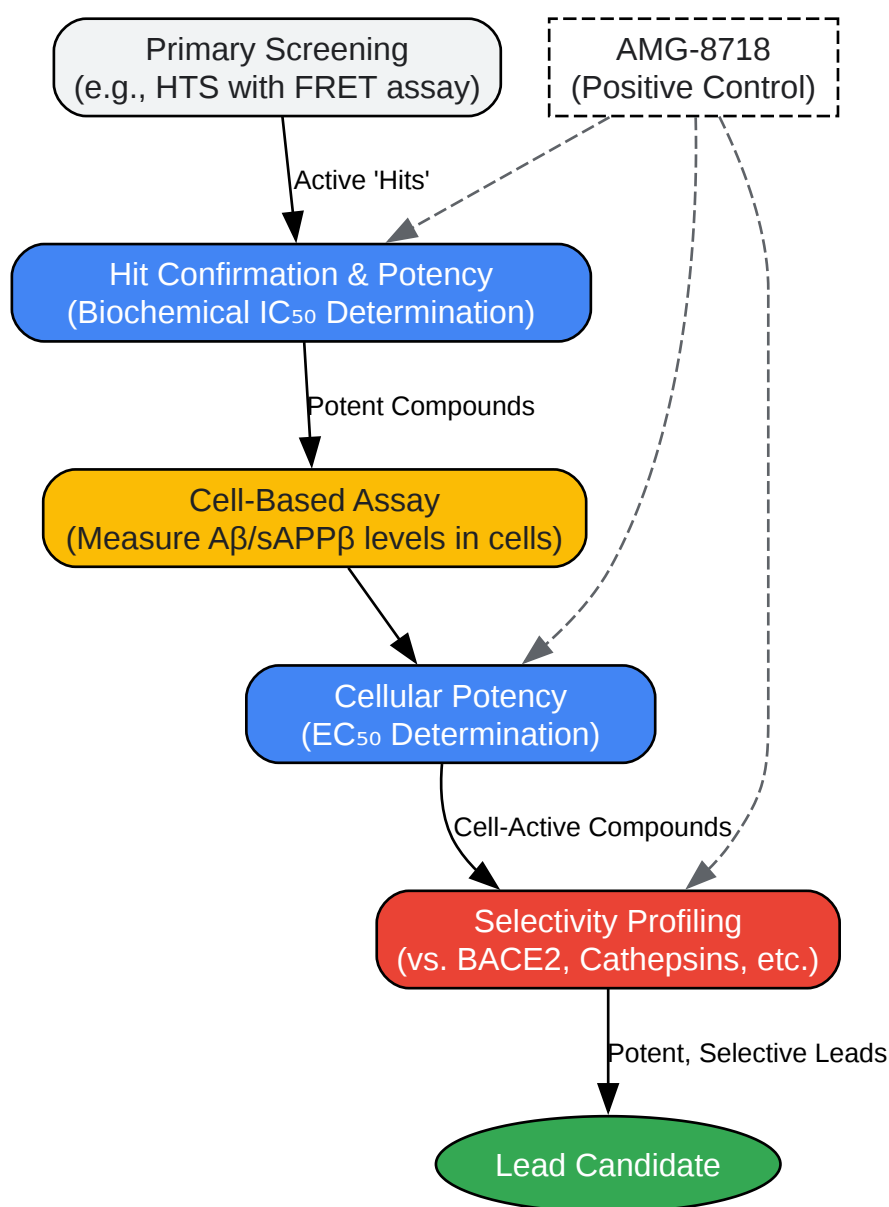 Primary Screening
(e.g., HTS with FRET assay)
AMG-8718
(Positive Control)
Active 'Hits'
Hit Confirmation & Potency
(Biochemical IC₅₀ Determination)
Potent Compounds
Cell-Based Assay
(Measure Aβ/sAPPβ levels in cells)
Cellular Potency
(EC₅₀ Determination)
Cell-Active Compounds
Selectivity Profiling
(vs. BACE2, Cathepsins, etc.)
Potent, Selective Leads
Lead Candidate